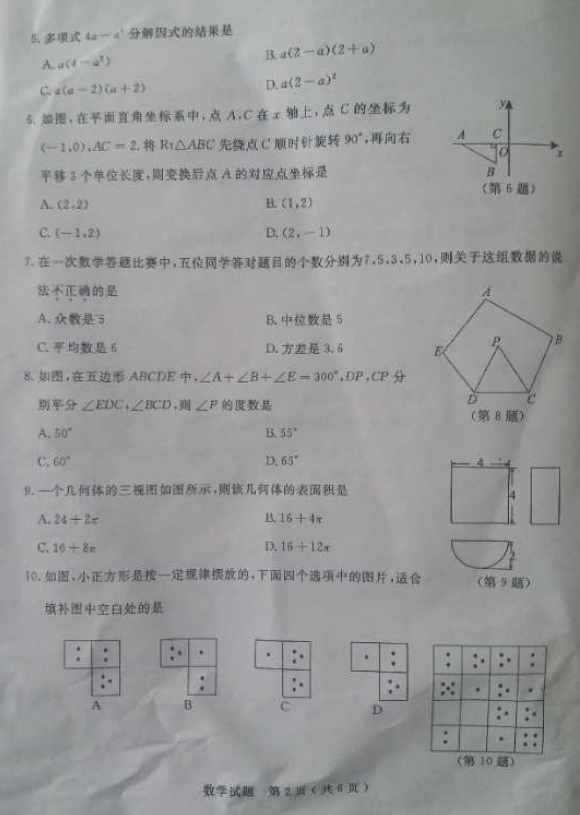 5. 多项式 4a－a³ 分解因式的结果是
A. a(4－a²)
B. a(2－a)(2＋a)
C. a(a－2)(a＋2)
D. a(2－a)²
6. 如图,在平面直角坐标系中,点 A,C 在 x 轴上,点 C 的坐标为
(－1,0),AC＝2,将 Rt△ABC 先绕点 C 顺时针旋转 90°,再向右
平移 3 个单位长度,则变换后点 A 的对应点坐标是
A. (2,2)
B. (1,2)
C. (－1,2)
D. (2,－1)
y
A
C
O
x
B
(第 6 题)
7. 在一次数学答题比赛中,五位同学答对题目的个数分别为7,5,3,5,10,则关于这组数据的说
法不正确的是
A. 众数是 5
B. 中位数是 5
C. 平均数是 6
D. 方差是 3.6
8. 如图,在五边形 ABCDE 中,∠A＋∠B＋∠E＝300°,DP,CP 分
别平分 ∠EDC,∠BCD,则 ∠P 的度数是
A. 50°
B. 55°
C. 60°
D. 65°
A
B
P
E
D
C
(第 8 题)
9. 一个几何体的三视图如图所示,则该几何体的表面积是
A. 24＋2π
B. 16＋4π
C. 16＋8π
D. 16＋12π
4
4
2
(第 9 题)
10. 如图,小正方形是按一定规律摆放的,下面四个选项中的图片,适合
填补图中空白处的是
A
B
C
D
(第 10 题)
数学试题 第 2 页 ( 共 6 页 )